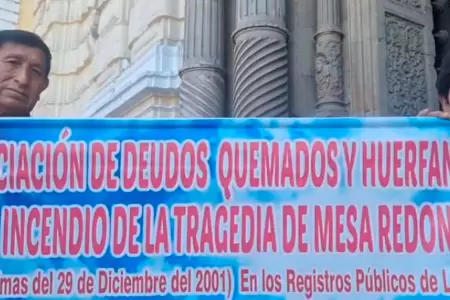 CIACIÓN DE DEUDOS QUEMADOS Y HUERFAN
INCENDIO DE LA TRAGEDIA DE MESA REDON
mas del 29 de Diciembre del 2001) En los Registros Públicos de L